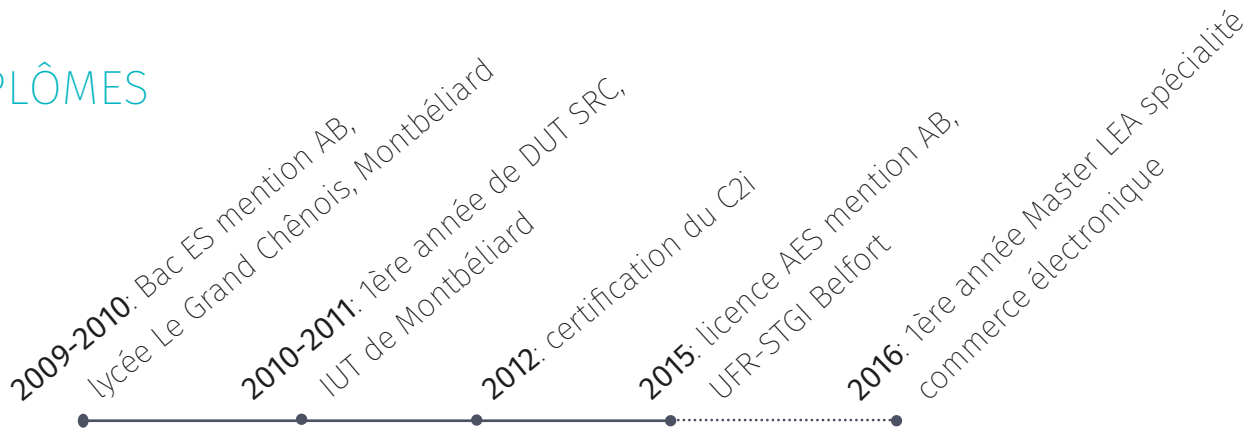 PLÔMES
2009-2010: Bac ES mention AB,
lycée Le Grand Chênois, Montbéliard
2010-2011: 1ère année de DUT SRC,
IUT de Montbéliard
2012: certification du C2i
2015: licence AES mention AB,
UFR-STGI Belfort
2016: 1ère année Master LEA spécialité
commerce électronique